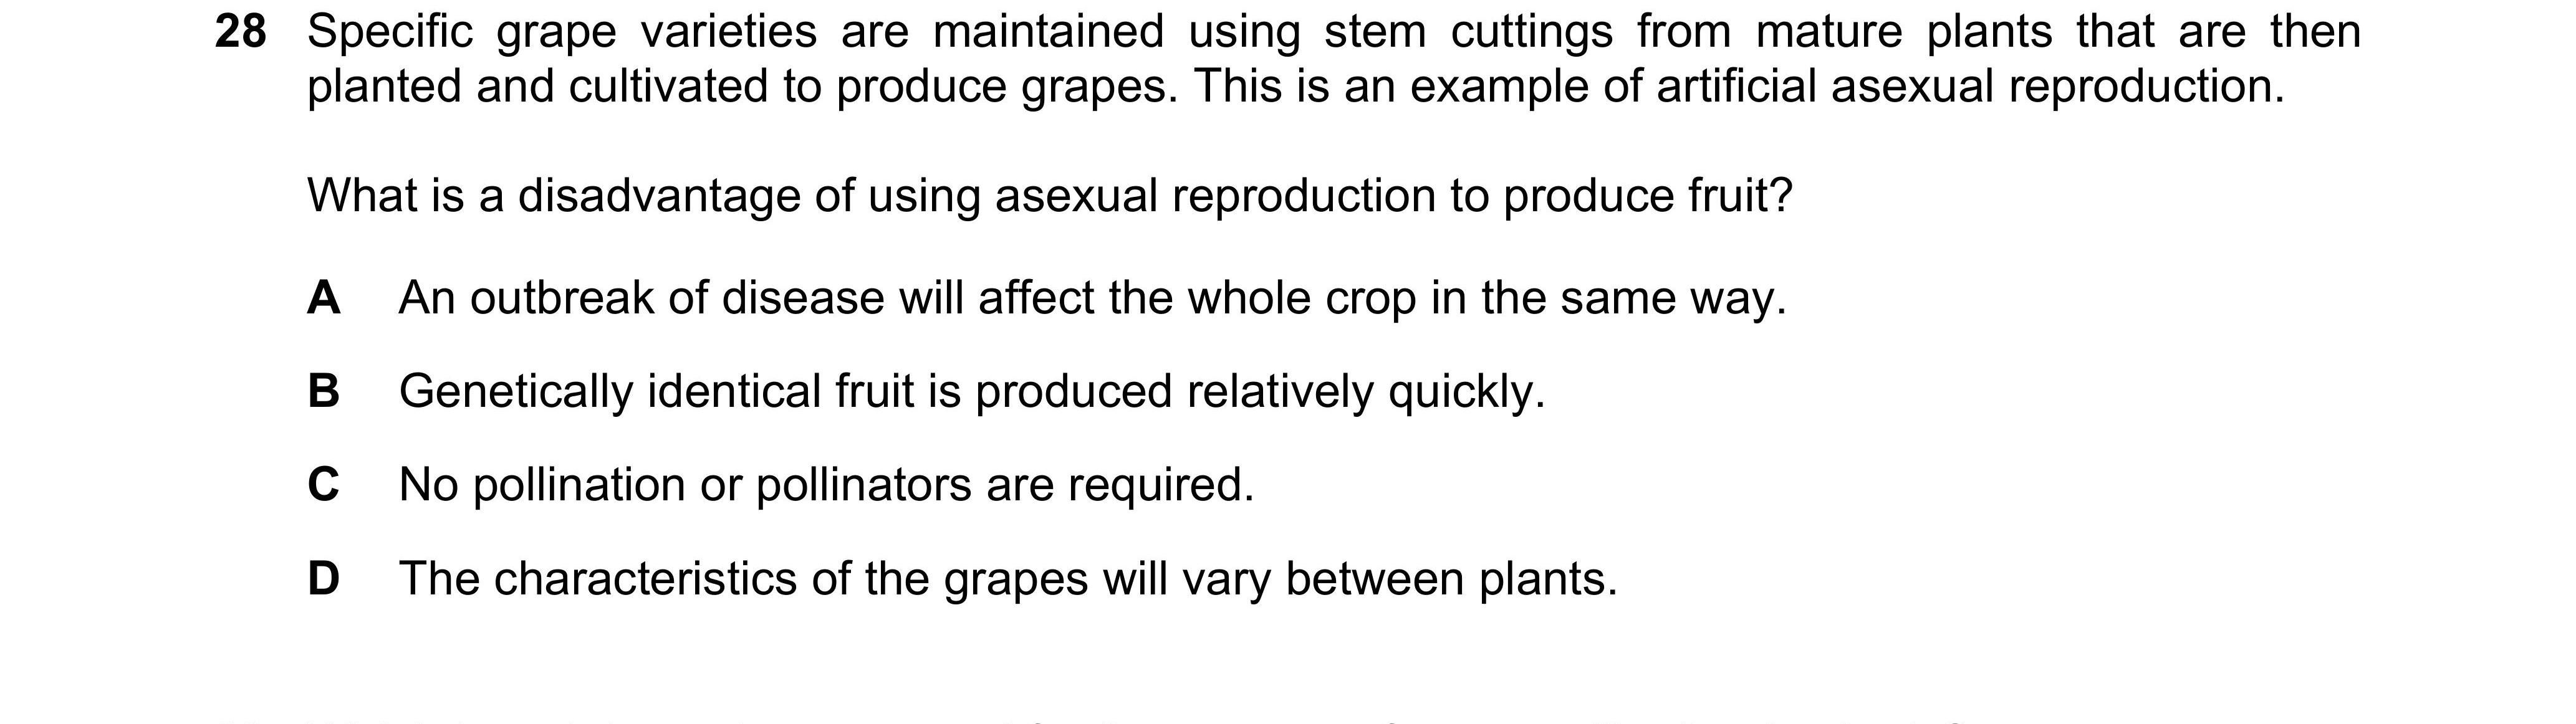 28 Specific grape varieties are maintained using stem cuttings from mature plants that are then
planted and cultivated to produce grapes. This is an example of artificial asexual reproduction.
What is a disadvantage of using asexual reproduction to produce fruit?
A An outbreak of disease will affect the whole crop in the same way.
B Genetically identical fruit is produced relatively quickly.
C No pollination or pollinators are required.
D The characteristics of the grapes will vary between plants.